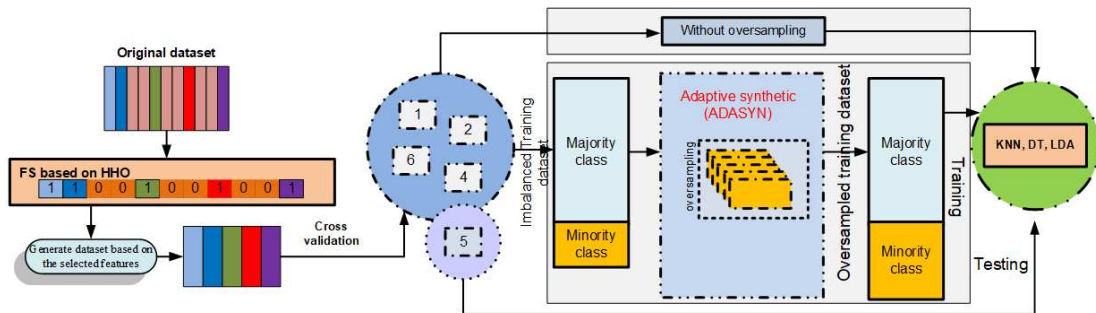 Original dataset
FS based on HHO
1 1 0 0 1 0 0 1 0 0 1
Generate dataset based on
the selected features
Cross
validation
1
2
6
4
5
Without oversampling
Imbalanced Training
dataset
Majority
class
Minority
class
Adaptive synthetic
(ADASYN)
oversampling
Oversampled training dataset
Majority
class
Minority
class
Training
Testing
KNN, DT, LDA